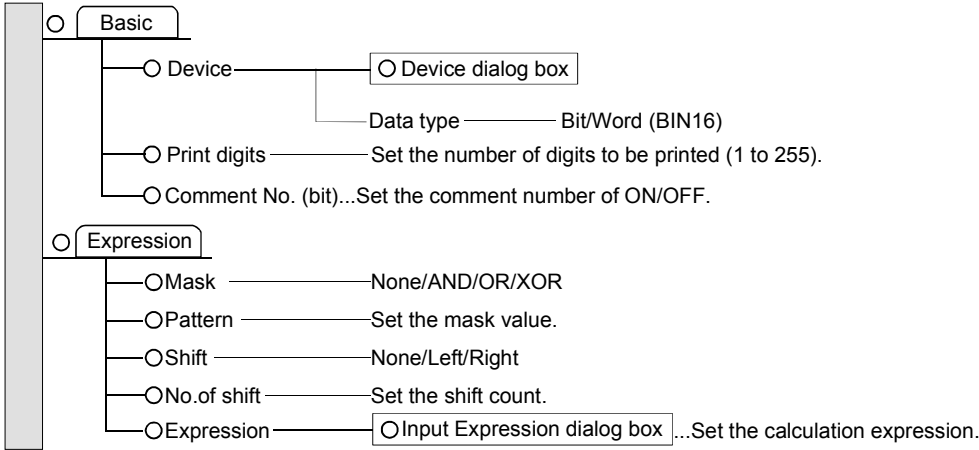 Basic
Device Device dialog box
Data type Bit/Word (BIN16)
Print digits Set the number of digits to be printed (1 to 255).
Comment No. (bit)...Set the comment number of ON/OFF.
Expression
Mask None/AND/OR/XOR
Pattern Set the mask value.
Shift None/Left/Right
No.of shift Set the shift count.
Expression Input Expression dialog box ...Set the calculation expression.